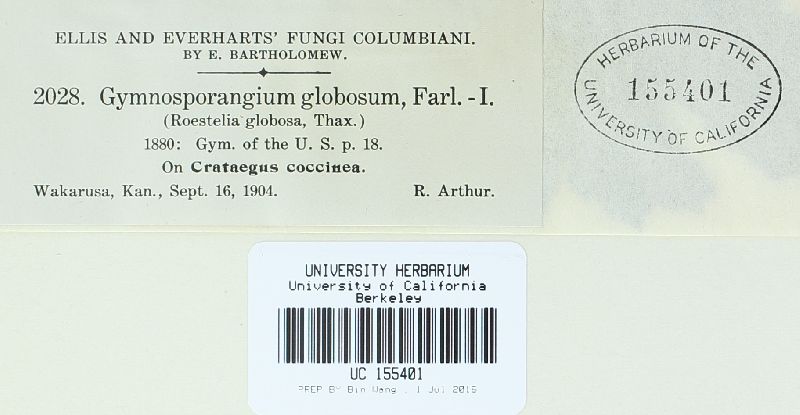 ELLIS AND EVERHARTS' FUNGI COLUMBIANI.
BY E. BARTHOLOMEW.
2028. Gymnosporangium globosum, Farl. - I.
(Roestelia globosa, Thax.)
1880: Gym. of the U. S. p. 18.
On Crataegus coccinea.
Wakarusa, Kan., Sept. 16, 1904. R. Arthur.
HERBARIUM OF THE
155401
UNIVERSITY OF CALIFORNIA
UNIVERSITY HERBARIUM
University of California
Berkeley
UC 155401
PREP BY Bin Wang . 1 Jul 2015